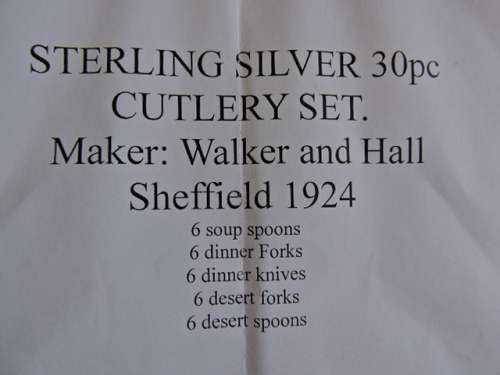 STERLING SILVER 30pc
CUTLERY SET.
Maker: Walker and Hall
Sheffield 1924
6 soup spoons
6 dinner Forks
6 dinner knives
6 desert forks
6 desert spoons